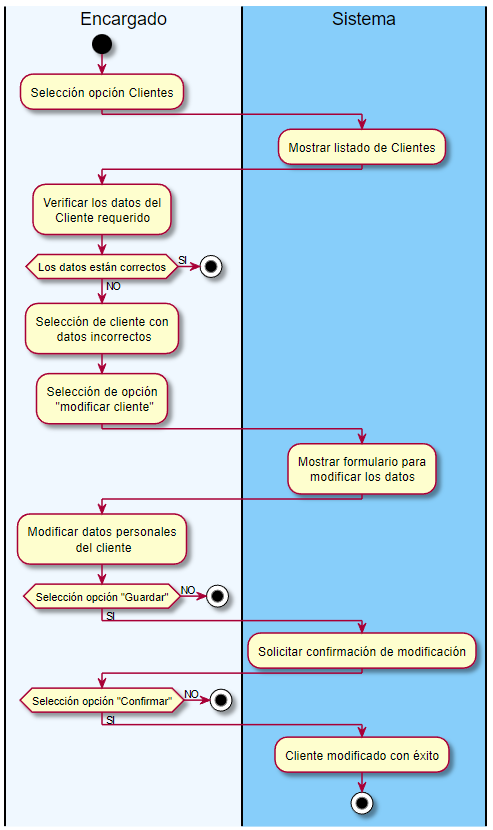 Encargado
Sistema
Selección opción Clientes
Mostrar listado de Clientes
Verificar los datos del
Cliente requerido
Los datos están correctos
SI
NO
Selección de cliente con
datos incorrectos
Selección de opción
"modificar cliente"
Mostrar formulario para
modificar los datos
Modificar datos personales
del cliente
Selección opción "Guardar"
NO
SI
Solicitar confirmación de modificación
Selección opción "Confirmar"
NO
SI
Cliente modificado con éxito